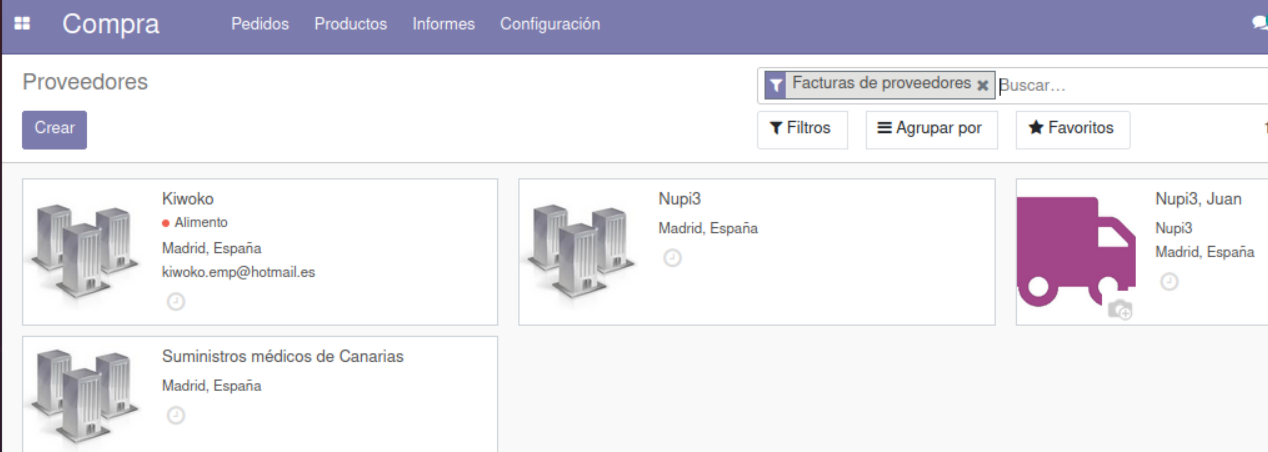 Compra Pedidos Productos Informes Configuración
Proveedores
Facturas de proveedores Buscar...
Crear
Filtros Agrupar por Favoritos
Kiwoko
Alimento
Madrid, España
kiwoko.emp@hotmail.es
Nupi3
Madrid, España
Nupi3, Juan
Nupi3
Madrid, España
Suministros médicos de Canarias
Madrid, España